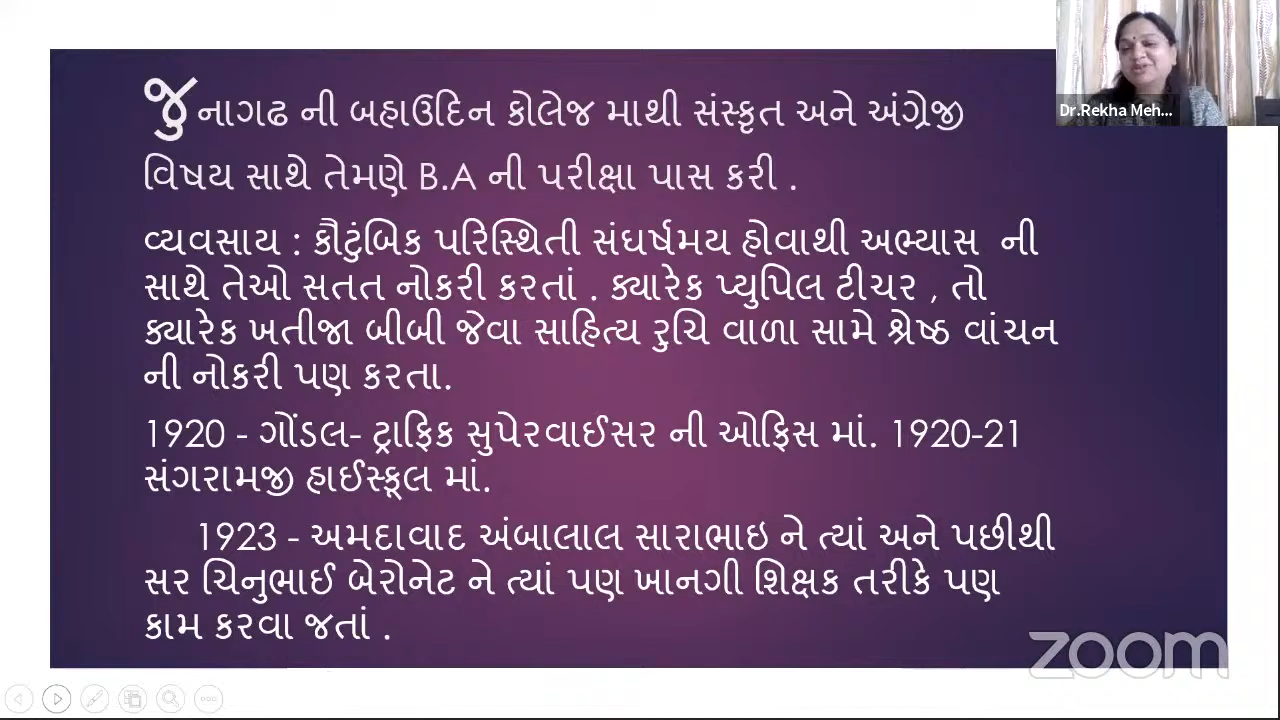 Dr.Rekha Meh...
જુનાગઢ ની બહાઉદિન કોલેજ માથી સંસ્કૃત અને અંગ્રેજી
વિષય સાથે તેમણે B.A ની પરીક્ષા પાસ કરી .
વ્યવસાય : કૌટુંબિક પરિસ્થિતી સંઘર્ષમય હોવાથી અભ્યાસ ની
સાથે તેઓ સતત નોકરી કરતાં . ક્યારેક પ્યુપિલ ટીચર , તો
ક્યારેક ખતીજા બીબી જેવા સાહિત્ય રુચિ વાળા સામે શ્રેષ્ઠ વાંચન
ની નોકરી પણ કરતા.
1920 - ગોંડલ- ટ્રાફિક સુપેરવાઈસર ની ઓફિસ માં. 1920-21
સંગરામજી હાઈસ્કૂલ માં.
1923 - અમદાવાદ અંબાલાલ સારાભાઇ ને ત્યાં અને પછીથી
સર ચિનુભાઈ બેરોનેટ ને ત્યાં પણ ખાનગી શિક્ષક તરીકે પણ
કામ કરવા જતાં .
zoom